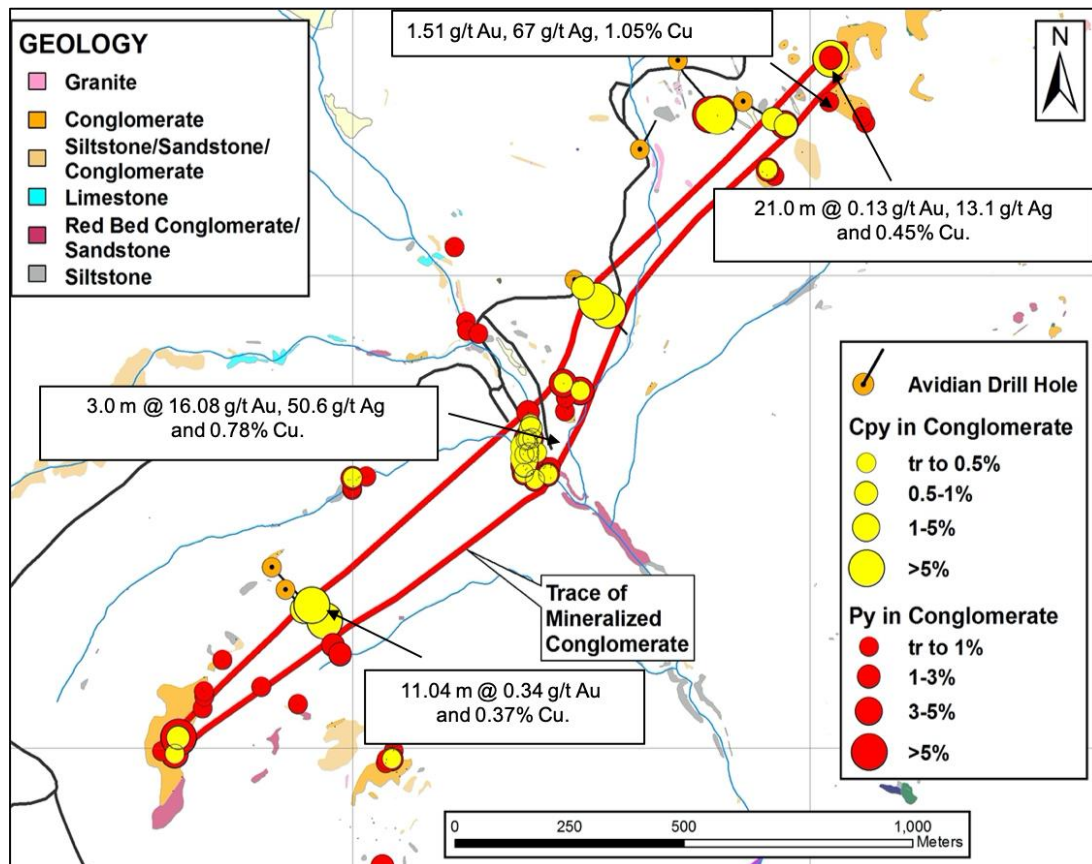 1.51 g/t Au, 67 g/t Ag, 1.05% Cu
N
GEOLOGY
Granite
Conglomerate
Siltstone/Sandstone/
Conglomerate
Limestone
Red Bed Conglomerate/
Sandstone
Siltstone
21.0 m @ 0.13 g/t Au, 13.1 g/t Ag
and 0.45% Cu.
3.0 m @ 16.08 g/t Au, 50.6 g/t Ag
and 0.78% Cu.
Avidian Drill Hole
Cpy in Conglomerate
tr to 0.5%
0.5-1%
1-5%
>5%
Py in Conglomerate
tr to 1%
1-3%
3-5%
>5%
Trace of
Mineralized
Conglomerate
11.04 m @ 0.34 g/t Au
and 0.37% Cu.
0 250 500 1,000
Meters